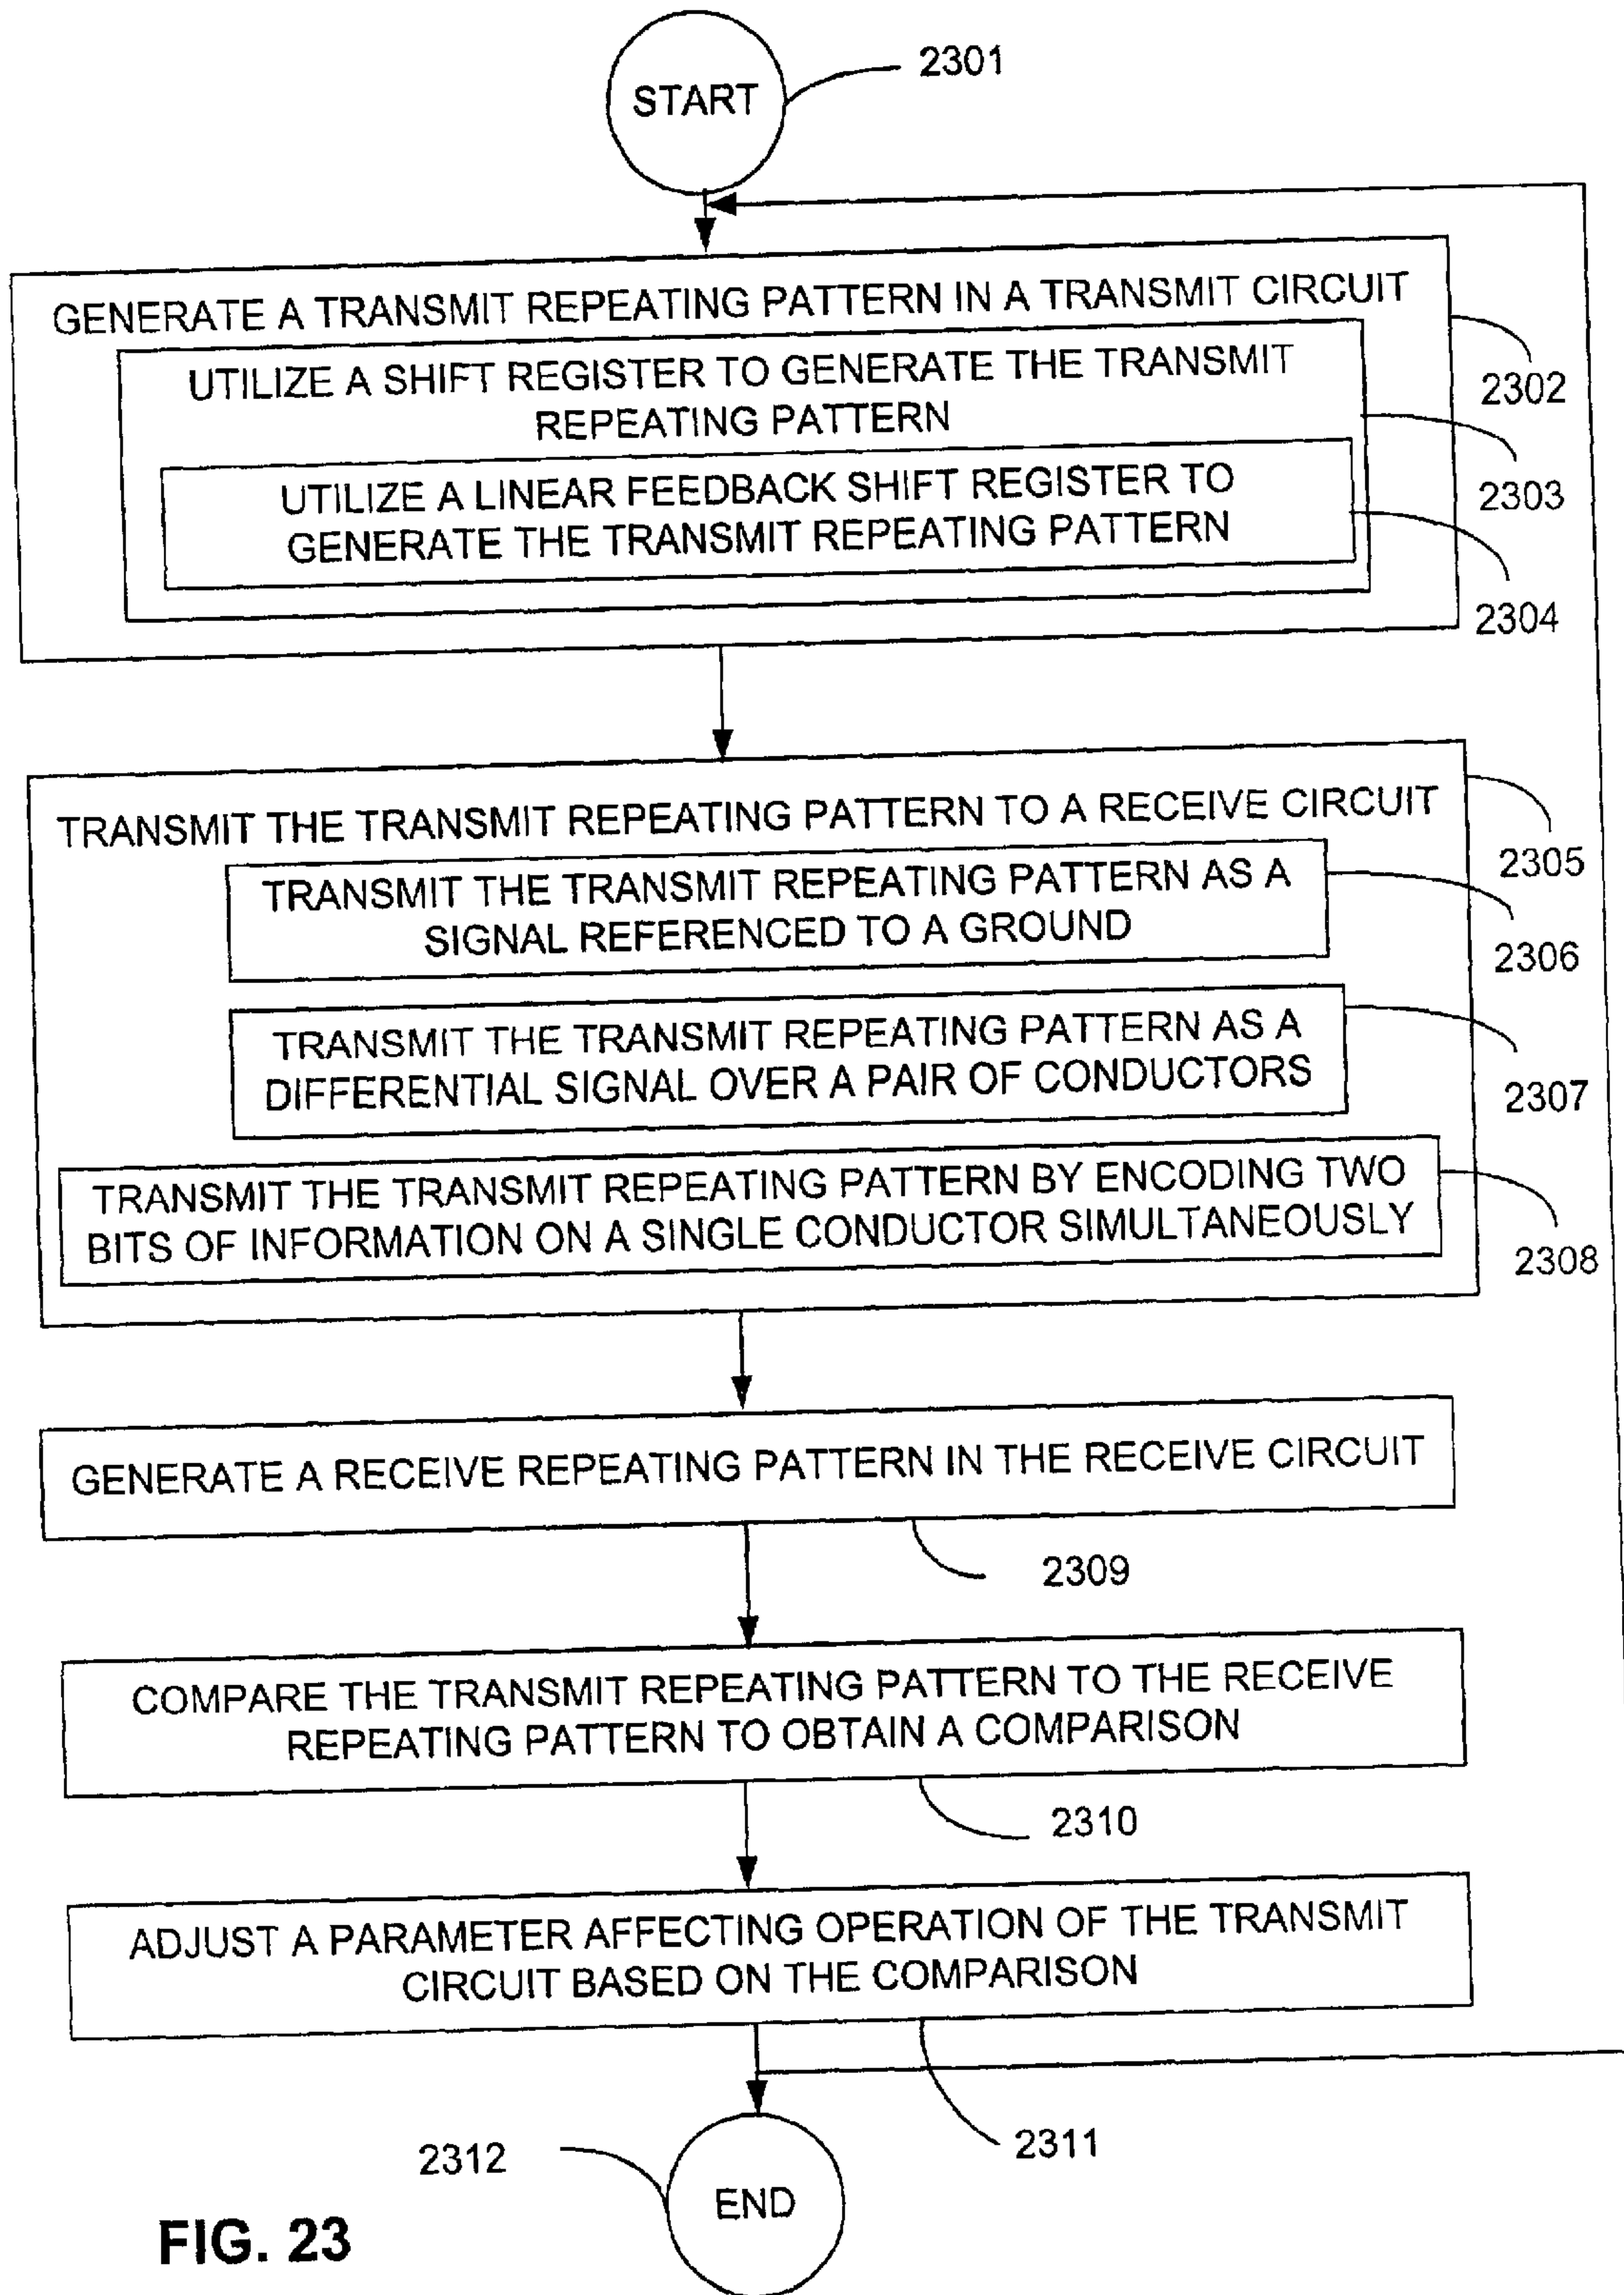 START
2301
GENERATE A TRANSMIT REPEATING PATTERN IN A TRANSMIT CIRCUIT
2302
UTILIZE A SHIFT REGISTER TO GENERATE THE TRANSMIT
REPEATING PATTERN
2303
UTILIZE A LINEAR FEEDBACK SHIFT REGISTER TO
GENERATE THE TRANSMIT REPEATING PATTERN
2304
TRANSMIT THE TRANSMIT REPEATING PATTERN TO A RECEIVE CIRCUIT
2305
TRANSMIT THE TRANSMIT REPEATING PATTERN AS A
SIGNAL REFERENCED TO A GROUND
2306
TRANSMIT THE TRANSMIT REPEATING PATTERN AS A
DIFFERENTIAL SIGNAL OVER A PAIR OF CONDUCTORS
2307
TRANSMIT THE TRANSMIT REPEATING PATTERN BY ENCODING TWO
BITS OF INFORMATION ON A SINGLE CONDUCTOR SIMULTANEOUSLY
2308
GENERATE A RECEIVE REPEATING PATTERN IN THE RECEIVE CIRCUIT
2309
COMPARE THE TRANSMIT REPEATING PATTERN TO THE RECEIVE
REPEATING PATTERN TO OBTAIN A COMPARISON
2310
ADJUST A PARAMETER AFFECTING OPERATION OF THE TRANSMIT
CIRCUIT BASED ON THE COMPARISON
2311
2312
END
FIG. 23